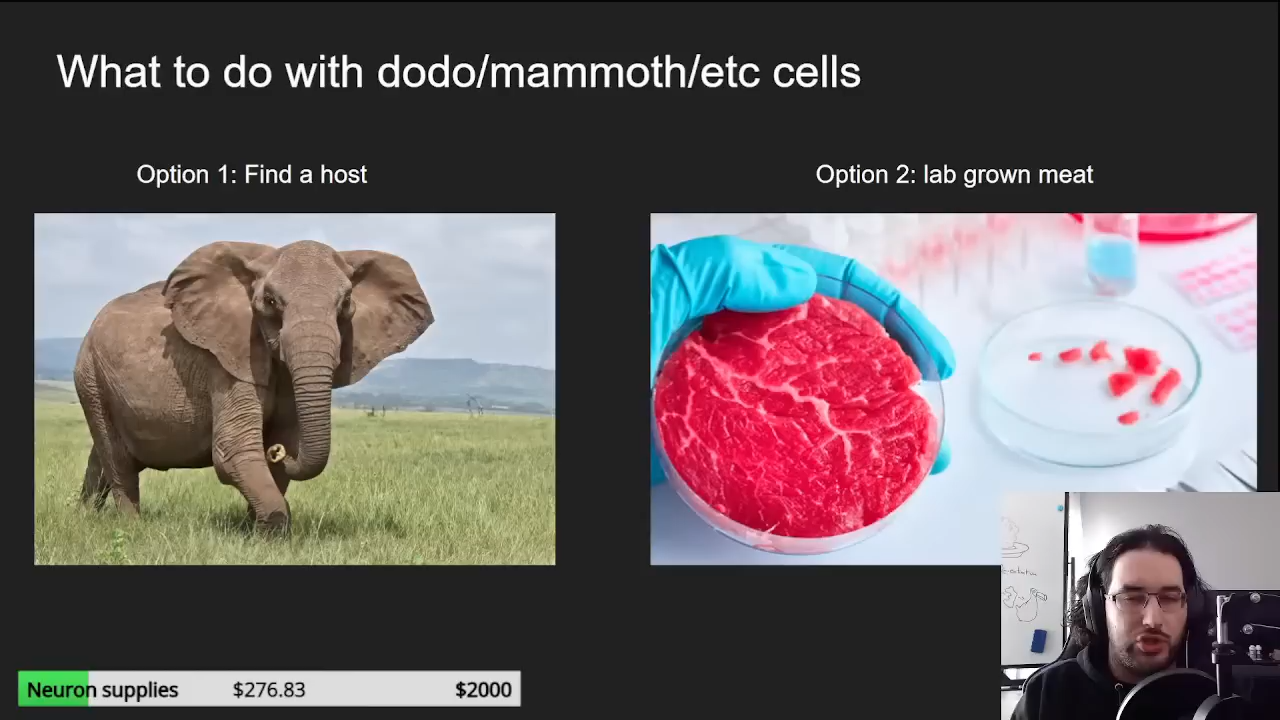 What to do with dodo/mammoth/etc cells
Option 1: Find a host
Option 2: lab grown meat
Neuron supplies $276.83 $2000